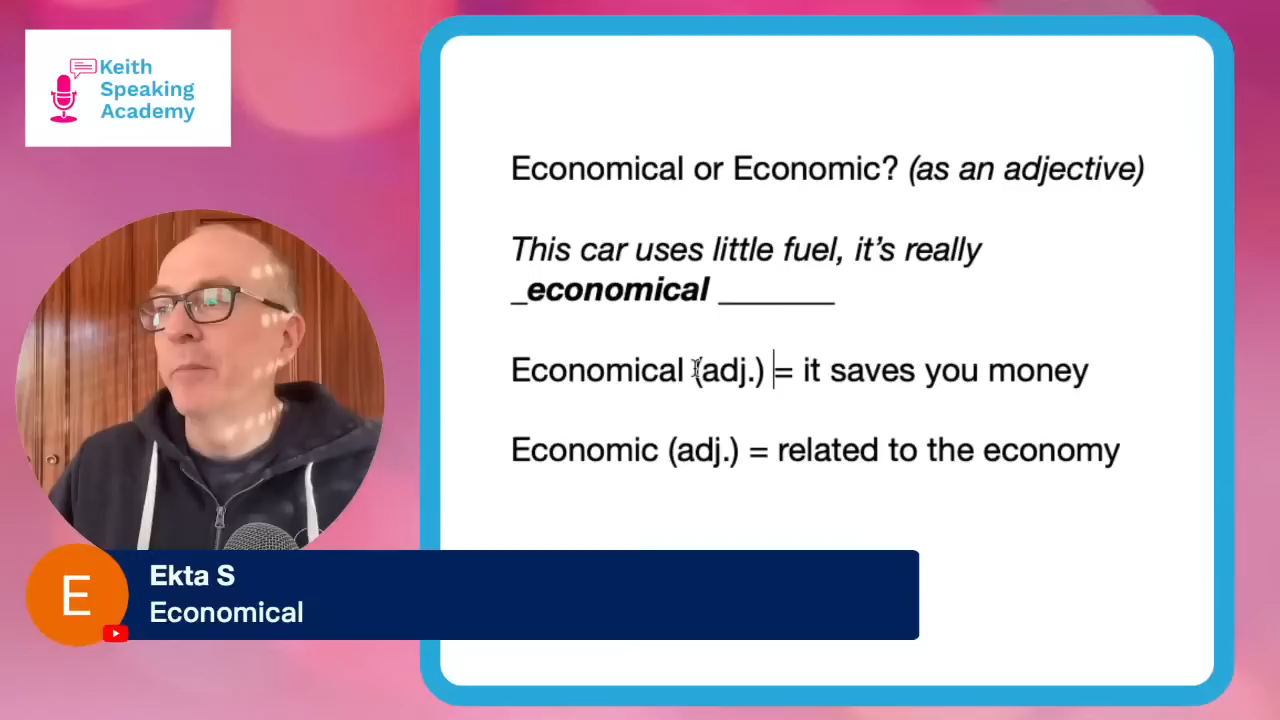 Keith
Speaking
Academy
Economical or Economic? (as an adjective)
This car uses little fuel, it's really
_economical _______
Economical (adj.) = it saves you money
Economic (adj.) = related to the economy
E
Ekta S
Economical